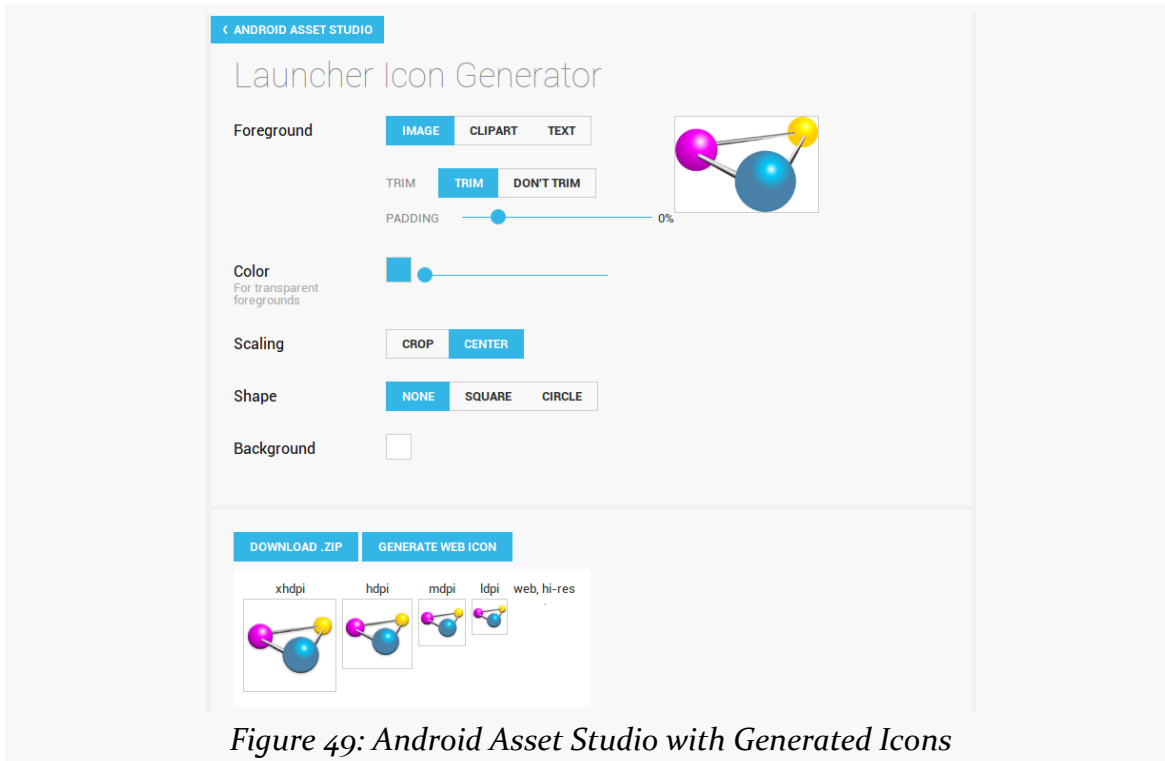 ‹ ANDROID ASSET STUDIO
Launcher Icon Generator
Foreground
IMAGE CLIPART TEXT
TRIM TRIM DON'T TRIM
PADDING 0%
Color
For transparent
foregrounds
Scaling
CROP CENTER
Shape
NONE SQUARE CIRCLE
Background
DOWNLOAD .ZIP GENERATE WEB ICON
xhdpi hdpi mdpi ldpi web, hi-res
Figure 49: Android Asset Studio with Generated Icons